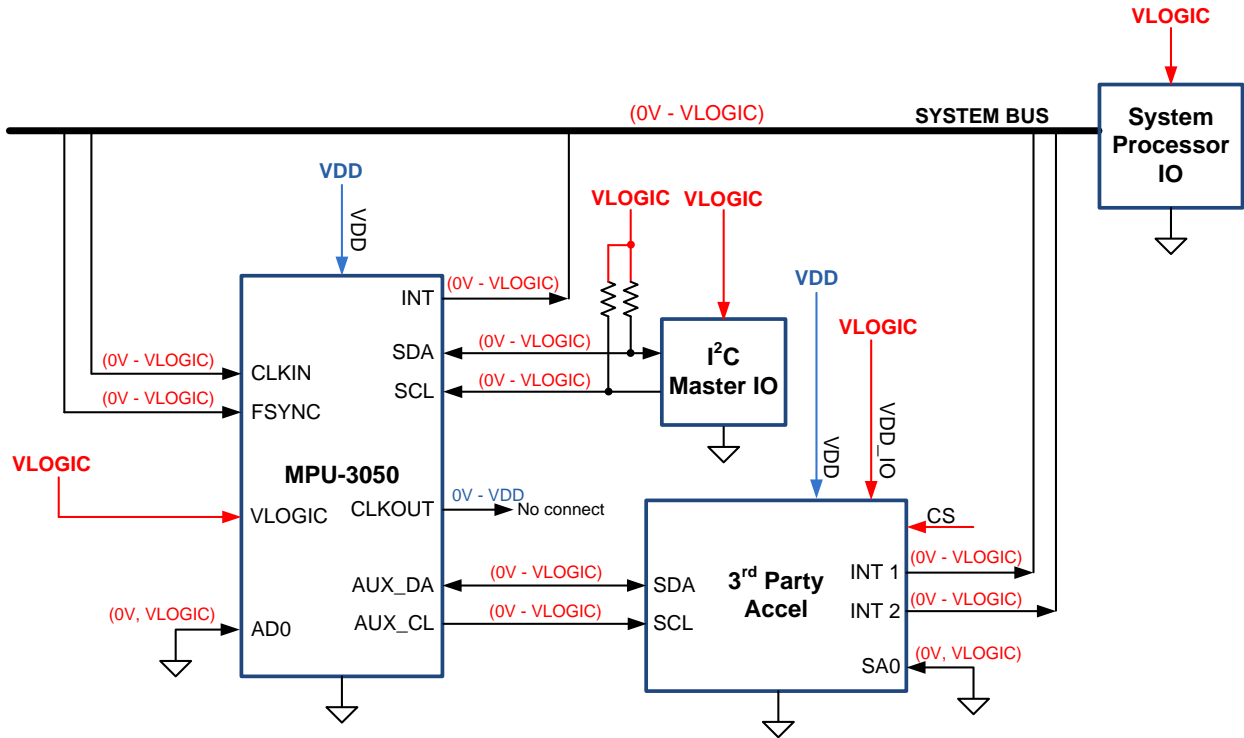 VLOGIC
(0V - VLOGIC)
SYSTEM BUS
System
Processor
IO
VDD
VDD
VLOGIC
VLOGIC
(0V - VLOGIC)
INT
VDD
VLOGIC
(0V - VLOGIC)
SDA
(0V - VLOGIC)
SCL
I²C
Master IO
(0V - VLOGIC)
CLKIN
(0V - VLOGIC)
FSYNC
VDD
VDD_IO
VLOGIC
MPU-3050
VLOGIC
CLKOUT
0V - VDD
No connect
CS
AUX_DA
(0V - VLOGIC)
SDA
3rd Party
Accel
INT 1
(0V - VLOGIC)
INT 2
(0V - VLOGIC)
AUX_CL
(0V - VLOGIC)
SCL
(0V, VLOGIC)
AD0
SA0
(0V, VLOGIC)